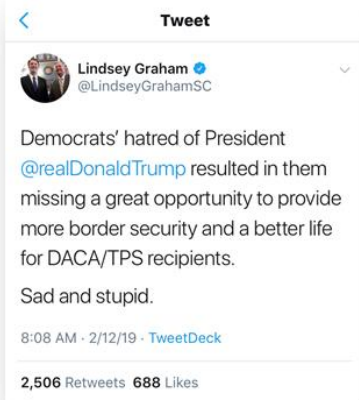 Tweet
Lindsey Graham
@LindseyGrahamSC
Democrats' hatred of President
@realDonaldTrump resulted in them
missing a great opportunity to provide
more border security and a better life
for DACA/TPS recipients.
Sad and stupid.
8:08 AM · 2/12/19 · TweetDeck
2,506 Retweets 688 Likes